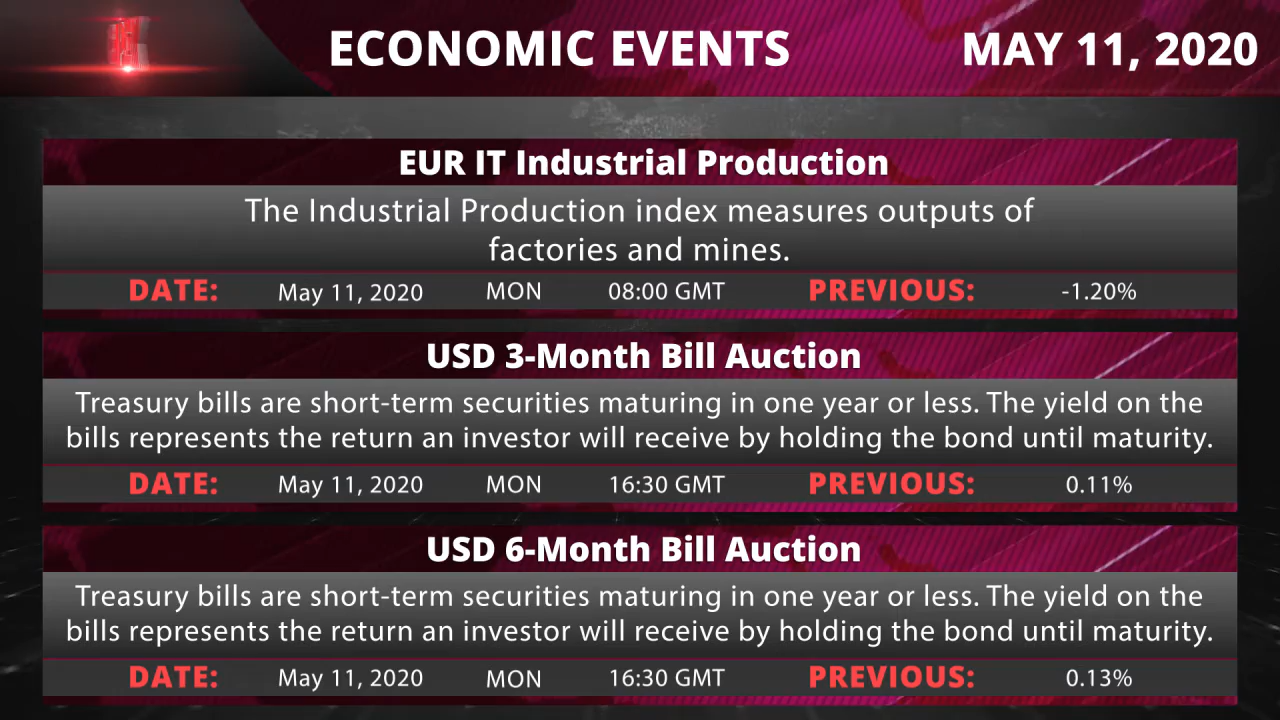 ECONOMIC EVENTS
MAY 11, 2020
EUR IT Industrial Production
The Industrial Production index measures outputs of
factories and mines.
DATE: May 11, 2020 MON 08:00 GMT PREVIOUS: -1.20%
USD 3-Month Bill Auction
Treasury bills are short-term securities maturing in one year or less. The yield on the
bills represents the return an investor will receive by holding the bond until maturity.
DATE: May 11, 2020 MON 16:30 GMT PREVIOUS: 0.11%
USD 6-Month Bill Auction
Treasury bills are short-term securities maturing in one year or less. The yield on the
bills represents the return an investor will receive by holding the bond until maturity.
DATE: May 11, 2020 MON 16:30 GMT PREVIOUS: 0.13%